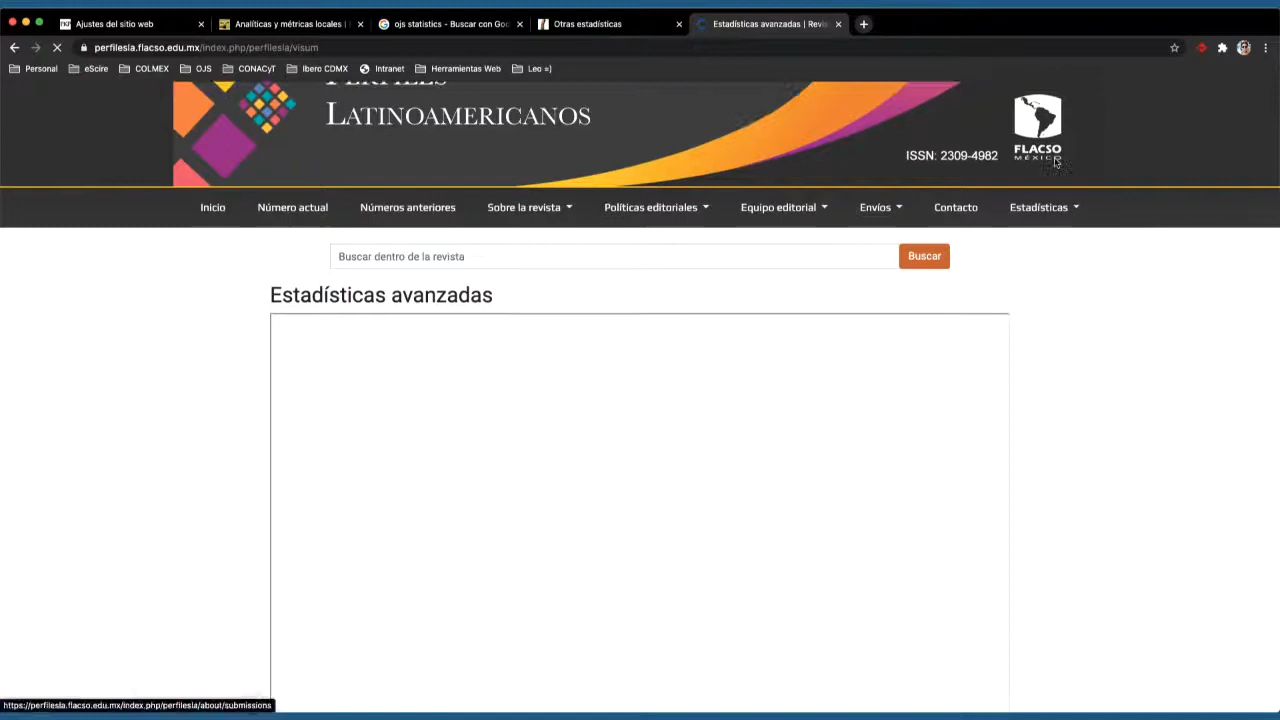 Ajustes del sitio web
Analíticas y métricas locales |
ojs statistics - Buscar con Goo
Otras estadísticas
Estadísticas avanzadas | Revis
perfilesla.flacso.edu.mx/index.php/perfilesla/visum
Personal
eScire
COLMEX
OJS
CONACyT
Ibero CDMX
Intranet
Herramientas Web
Leo =)
PERFILES
LATINOAMERICANOS
ISSN: 2309-4982
FLACSO
MÉXICO
Inicio
Número actual
Números anteriores
Sobre la revista
Políticas editoriales
Equipo editorial
Envíos
Contacto
Estadísticas
Buscar dentro de la revista
Buscar
Estadísticas avanzadas
https://perfilesla.flacso.edu.mx/index.php/perfilesla/about/submissions